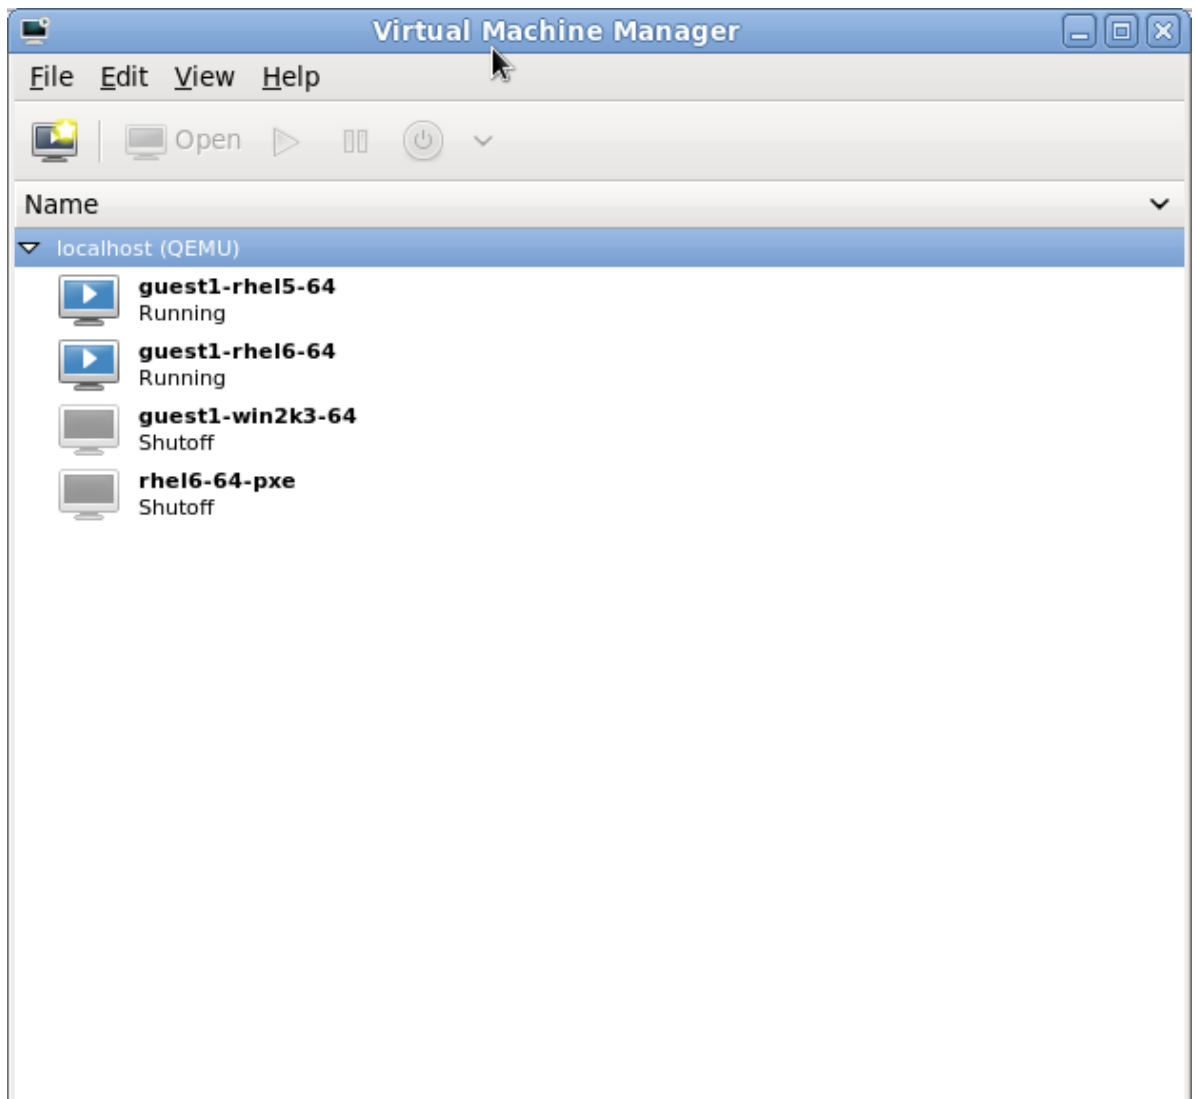 Virtual Machine Manager
File Edit View Help
Open
Name
localhost (QEMU)
guest1-rhel5-64
Running
guest1-rhel6-64
Running
guest1-win2k3-64
Shutoff
rhel6-64-pxe
Shutoff